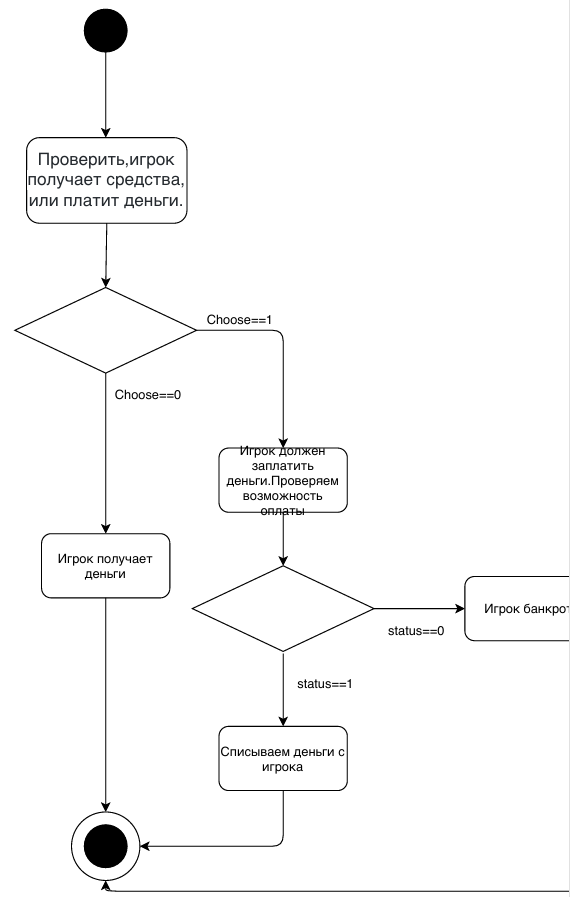 Проверить,игрок
получает средства,
или платит деньги.
Choose==1
Choose==0
Игрок должен
заплатить
деньги.Проверяем
возможность
оплаты
Игрок получает
деньги
Игрок банкрот
status==0
status==1
Списываем деньги с
игрока